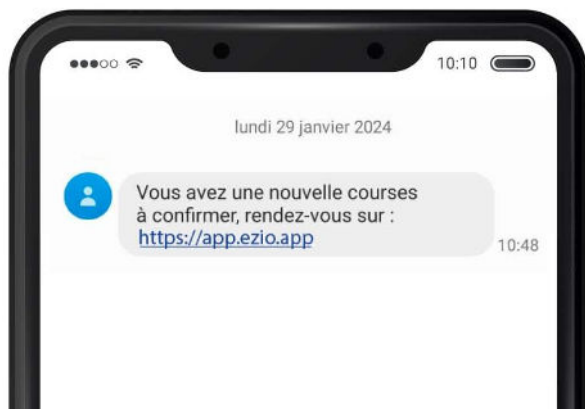 10:10
lundi 29 janvier 2024
Vous avez une nouvelle courses
à confirmer, rendez-vous sur :
https://app.ezio.app
10:48